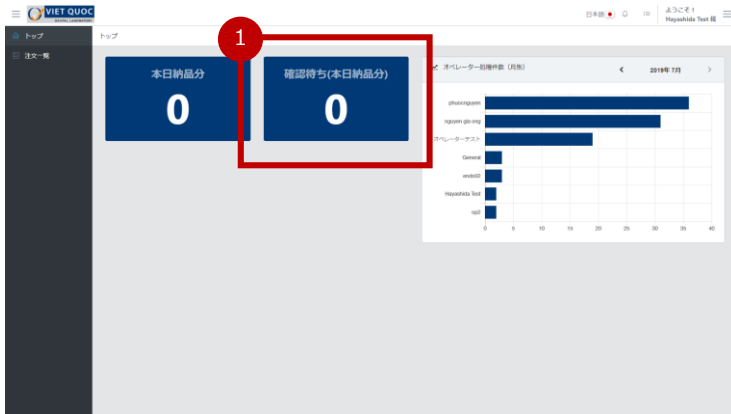 VIET QUOC
DENTAL LABORATORY
日本語
ようこそ !
Hayashida Test 様
トップ
注文一覧
トップ
1
本日納品分
0
確認待ち(本日納品分)
0
オペレーター処理件数 (月別)
2019年 7月
phuocnguyen
nguyen gia ong
オペレーターテスト
General
endo02
Hayashida Test
op2
0 5 10 15 20 25 30 35 40